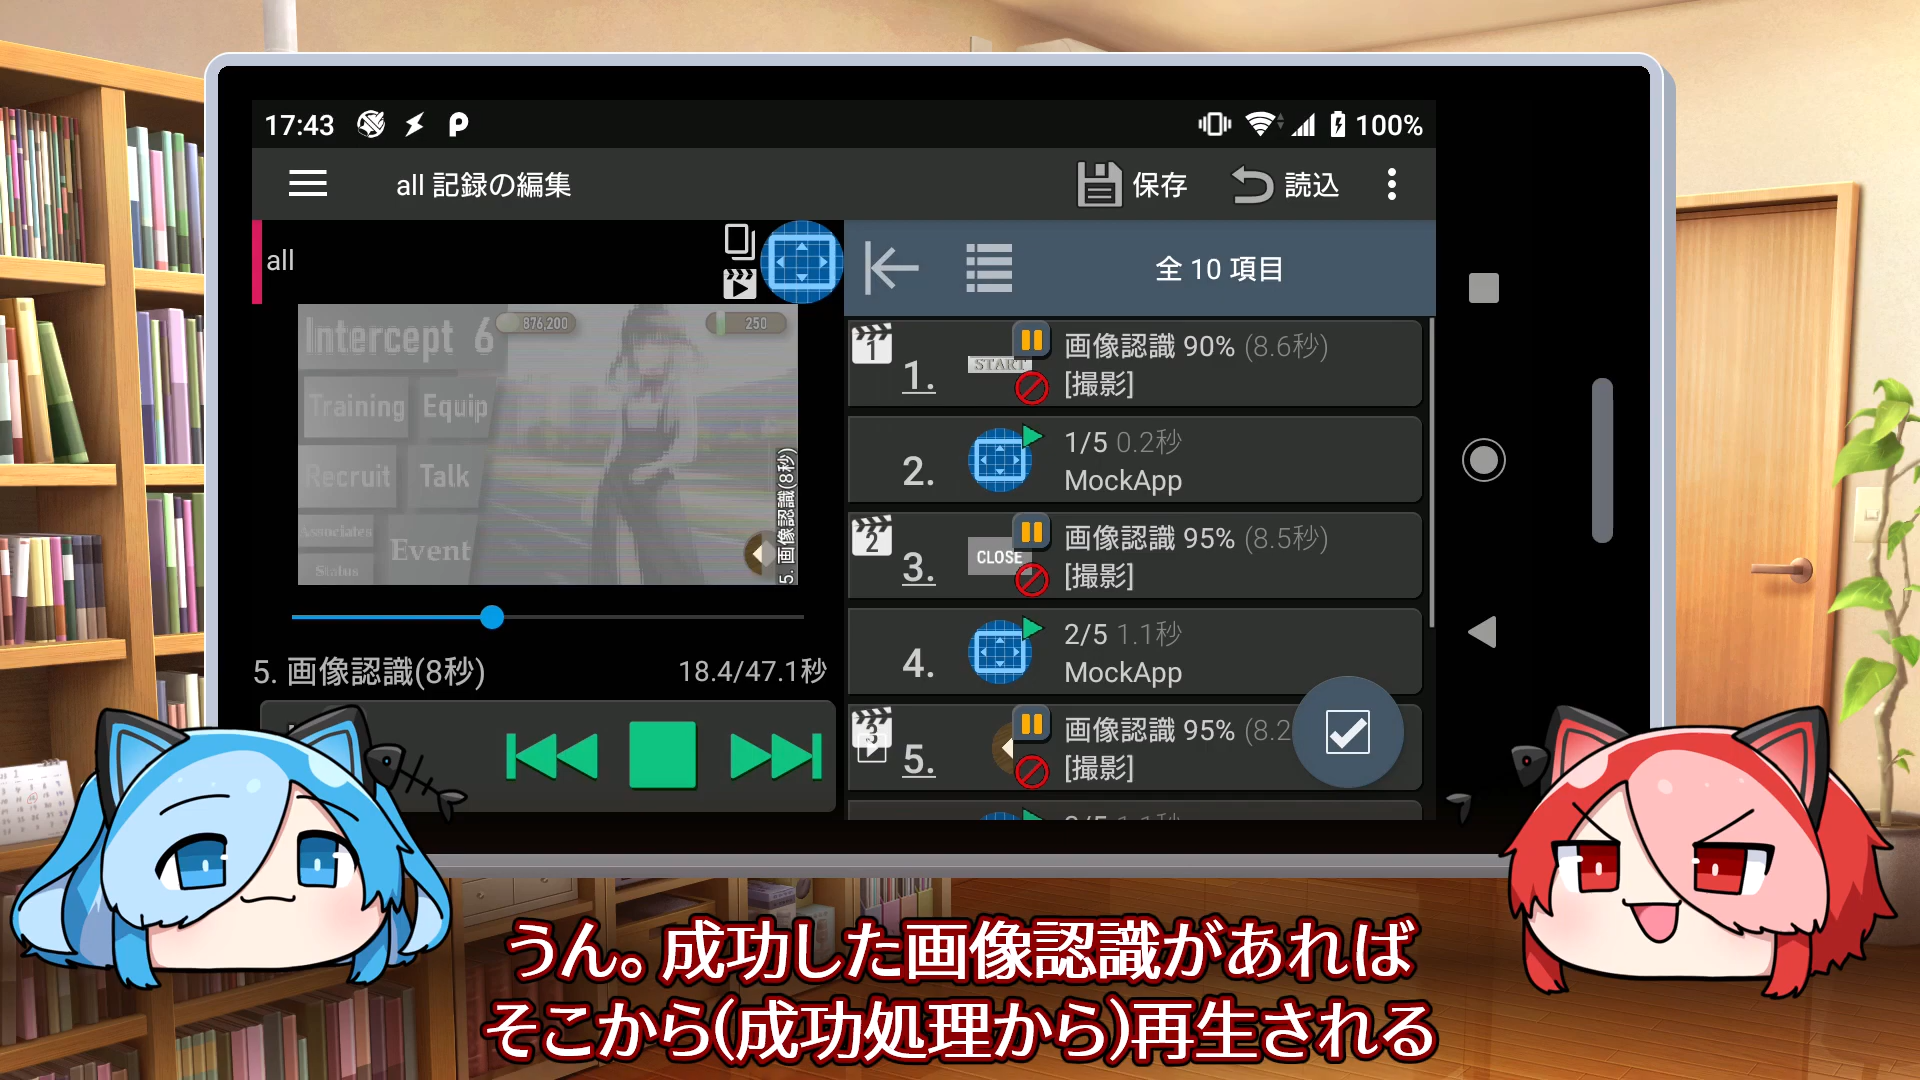 17:43
100%
all 記録の編集
保存
読込
all
Intercept 6
876,200
250
Training
Equip
Recruit
Talk
Associates
Event
Status
5. 画像認識(8秒)
5. 画像認識(8秒)
18.4/47.1秒
全 10 項目
1
1.
START
画像認識 90% (8.6秒)
[撮影]
2.
1/5 0.2秒
MockApp
2
3.
CLOSE
画像認識 95% (8.5秒)
[撮影]
4.
2/5 1.1秒
MockApp
3
5.
画像認識 95% (8.2
[撮影]
うん。成功した画像認識があれば
そこから(成功処理から)再生される